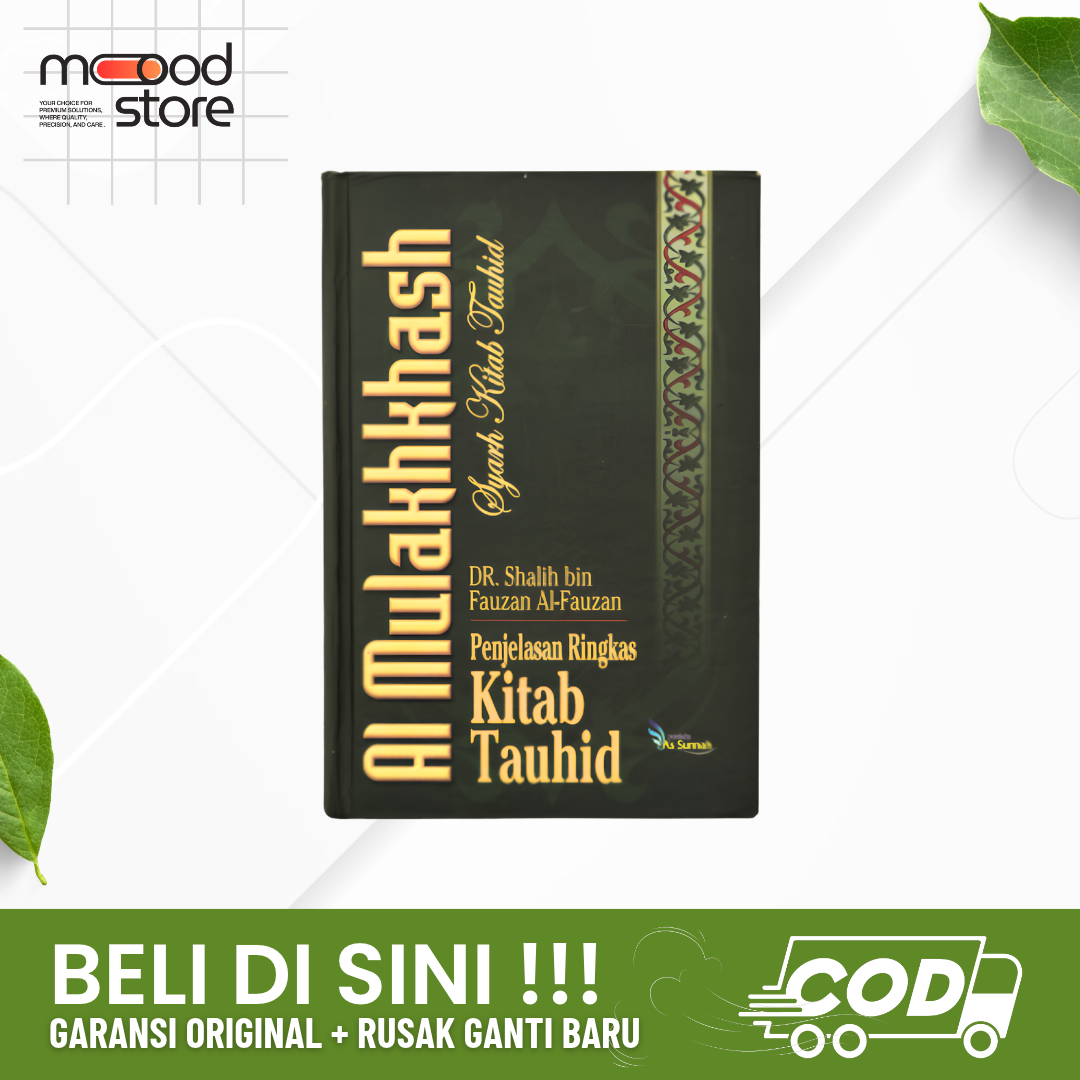 moood
store
YOUR CHOICE FOR
PREMIUM SOLUTIONS,
WHERE QUALITY,
PRECISION, AND CARE.
Al Mulakhkhash
Syarh Kitab Tauhid
DR. Shalih bin
Fauzan Al-Fauzan
Penjelasan Ringkas
Kitab
Tauhid
As Sunnah
BELI DI SINI !!!
GARANSI ORIGINAL + RUSAK GANTI BARU
COD